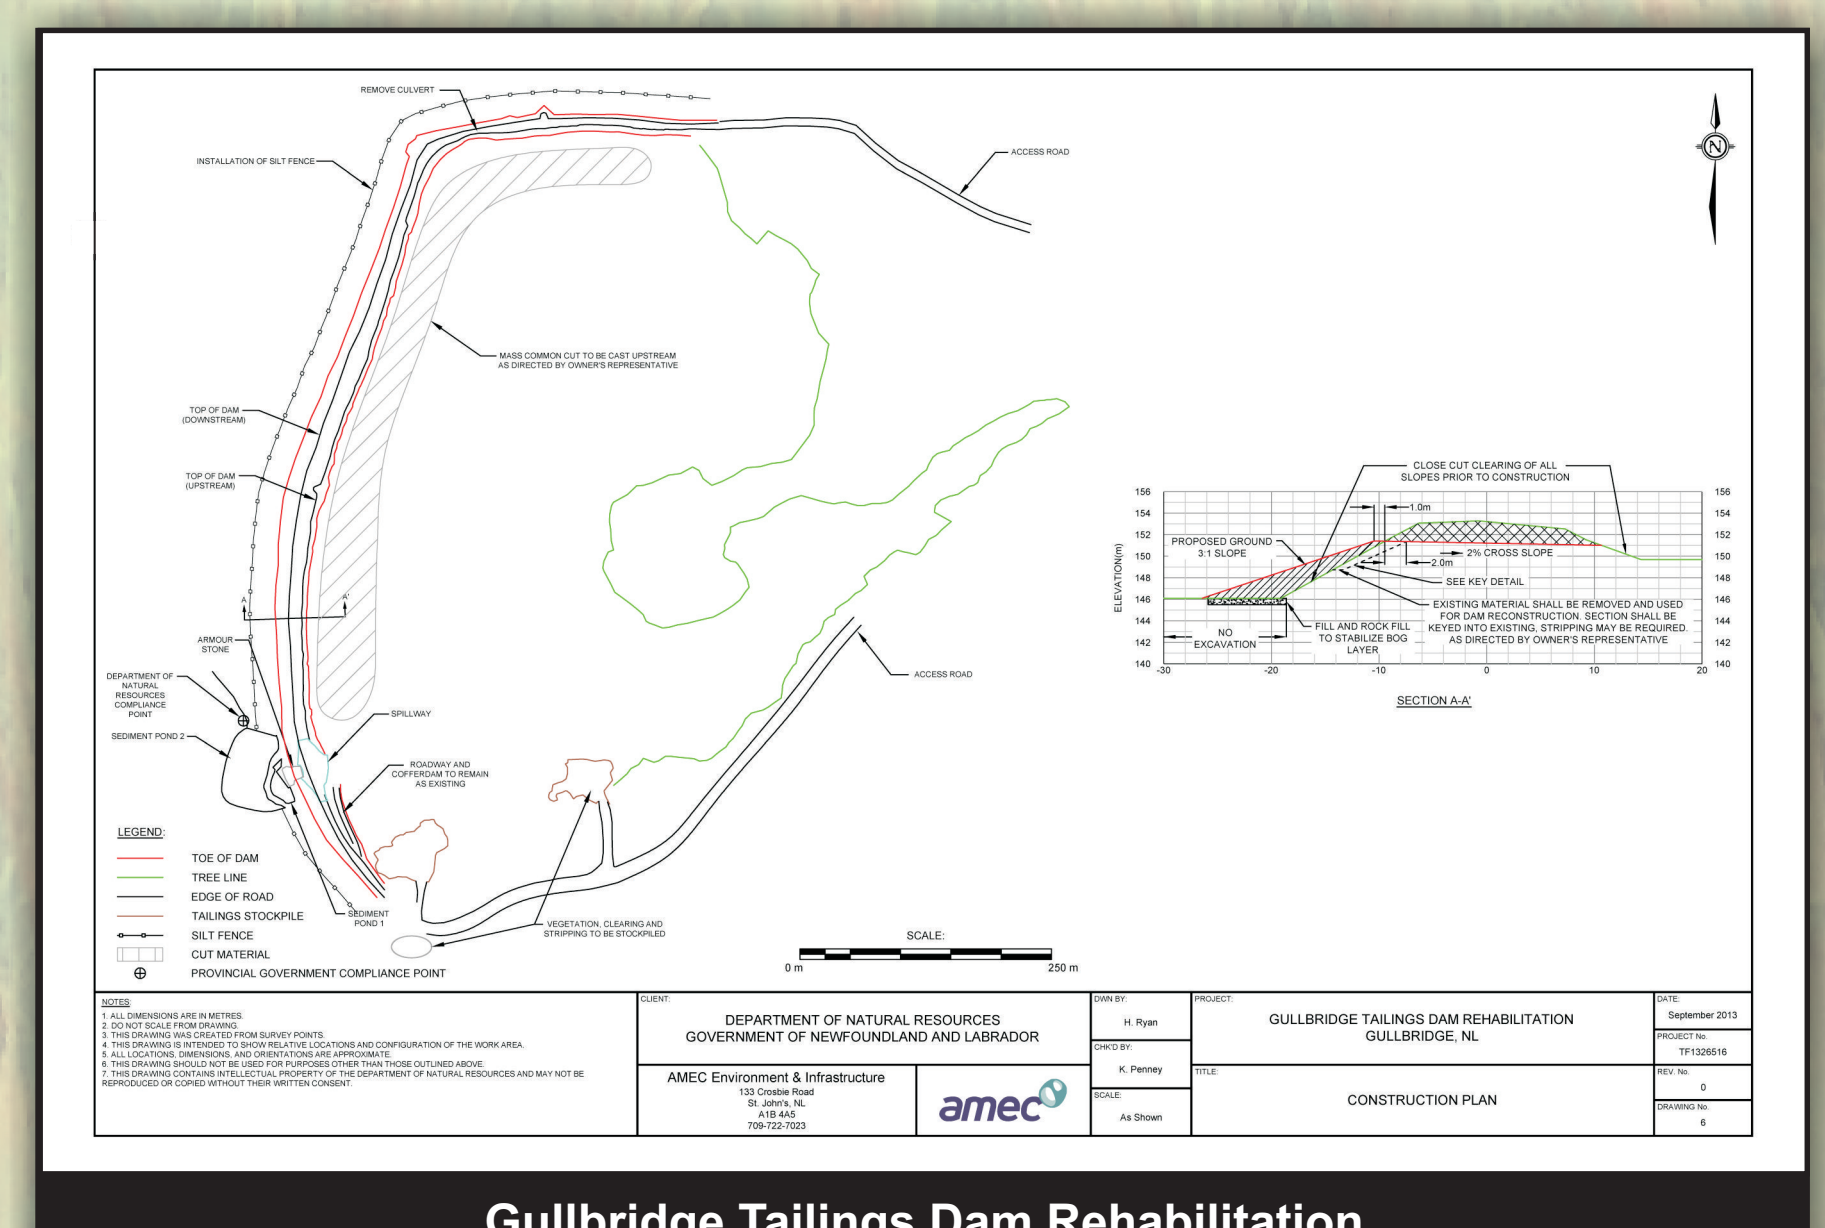 REMOVE CULVERT
INSTALLATION OF SILT FENCE
ACCESS ROAD
N
MASS COMMON CUT TO BE CAST UPSTREAM
AS DIRECTED BY OWNER'S REPRESENTATIVE
TOP OF DAM
(DOWNSTREAM)
TOP OF DAM
(UPSTREAM)
A
A'
ARMOUR
STONE
DEPARTMENT OF
NATURAL
RESOURCES
COMPLIANCE
POINT
SEDIMENT POND 2
SPILLWAY
ROADWAY AND
COFFERDAM TO REMAIN
AS EXISTING
ACCESS ROAD
SEDIMENT
POND 1
VEGETATION, CLEARING AND
STRIPPING TO BE STOCKPILED
CLOSE CUT CLEARING OF ALL
SLOPES PRIOR TO CONSTRUCTION
156
154
152
150
148
146
144
142
140
ELEVATION(m)
1.0m
PROPOSED GROUND
3:1 SLOPE
2% CROSS SLOPE
2.0m
SEE KEY DETAIL
EXISTING MATERIAL SHALL BE REMOVED AND USED
FOR DAM RECONSTRUCTION. SECTION SHALL BE
KEYED INTO EXISTING, STRIPPING MAY BE REQUIRED.
AS DIRECTED BY OWNER'S REPRESENTATIVE
FILL AND ROCK FILL
TO STABILIZE BOG
LAYER
NO
EXCAVATION
156
154
152
150
148
146
144
142
140
-30 -20 -10 0 10 20
SECTION A-A'
LEGEND:
TOE OF DAM
TREE LINE
EDGE OF ROAD
TAILINGS STOCKPILE
SILT FENCE
CUT MATERIAL
PROVINCIAL GOVERNMENT COMPLIANCE POINT
SCALE:
0 m 250 m
NOTES:
1. ALL DIMENSIONS ARE IN METRES.
2. DO NOT SCALE FROM DRAWING.
3. THIS DRAWING WAS CREATED FROM SURVEY POINTS.
4. THIS DRAWING IS INTENDED TO SHOW RELATIVE LOCATIONS AND CONFIGURATION OF THE WORK AREA.
5. ALL LOCATIONS, DIMENSIONS, AND ORIENTATIONS ARE APPROXIMATE.
6. THIS DRAWING SHOULD NOT BE USED FOR PURPOSES OTHER THAN THOSE OUTLINED ABOVE.
7. THIS DRAWING CONTAINS INTELLECTUAL PROPERTY OF THE DEPARTMENT OF NATURAL RESOURCES AND MAY NOT BE
REPRODUCED OR COPIED WITHOUT THEIR WRITTEN CONSENT.
CLIENT:
DEPARTMENT OF NATURAL RESOURCES
GOVERNMENT OF NEWFOUNDLAND AND LABRADOR
AMEC Environment & Infrastructure
133 Crosbie Road
St. John's, NL
A1B 4A5
709-722-7023
amec
DWN BY:
H. Ryan
CHK'D BY:
K. Penney
SCALE:
As Shown
PROJECT:
GULLBRIDGE TAILINGS DAM REHABILITATION
GULLBRIDGE, NL
TITLE:
CONSTRUCTION PLAN
DATE:
September 2013
PROJECT No.
TF1326516
REV. No.
0
DRAWING No.
6
Gullbridge Tailings Dam Rehabilitation